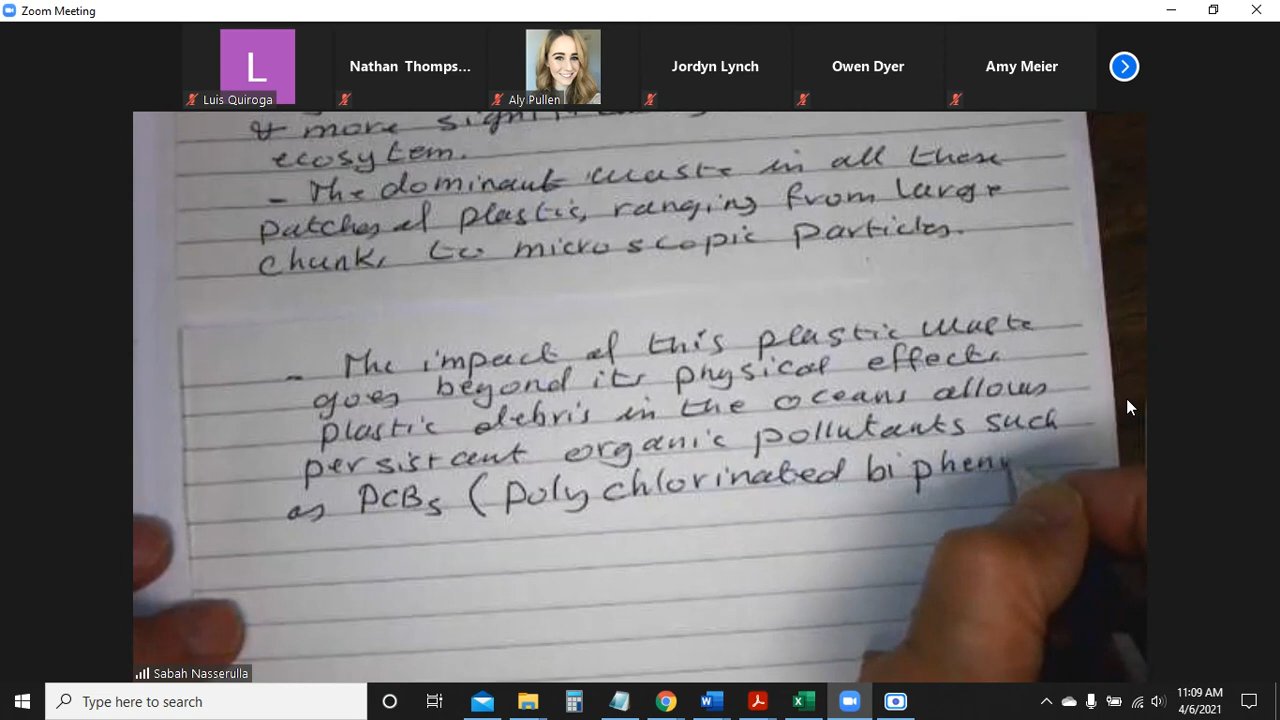 Zoom Meeting
L
Luis Quiroga
Nathan Thomps...
Aly Pullen
Jordyn Lynch
Owen Dyer
Amy Meier
& more
ecosytem.
- The dominant waste in all these
patches of plastic, ranging from large
chunks to microscopic particles.
- The impact of this plastic waste
goes beyond its physical effects
plastic debris in the oceans allows
persistant organic pollutants such
as PCBs (polychlorinated bipheny
Sabah Nasserulla
Type here to search
11:09 AM
4/6/2021